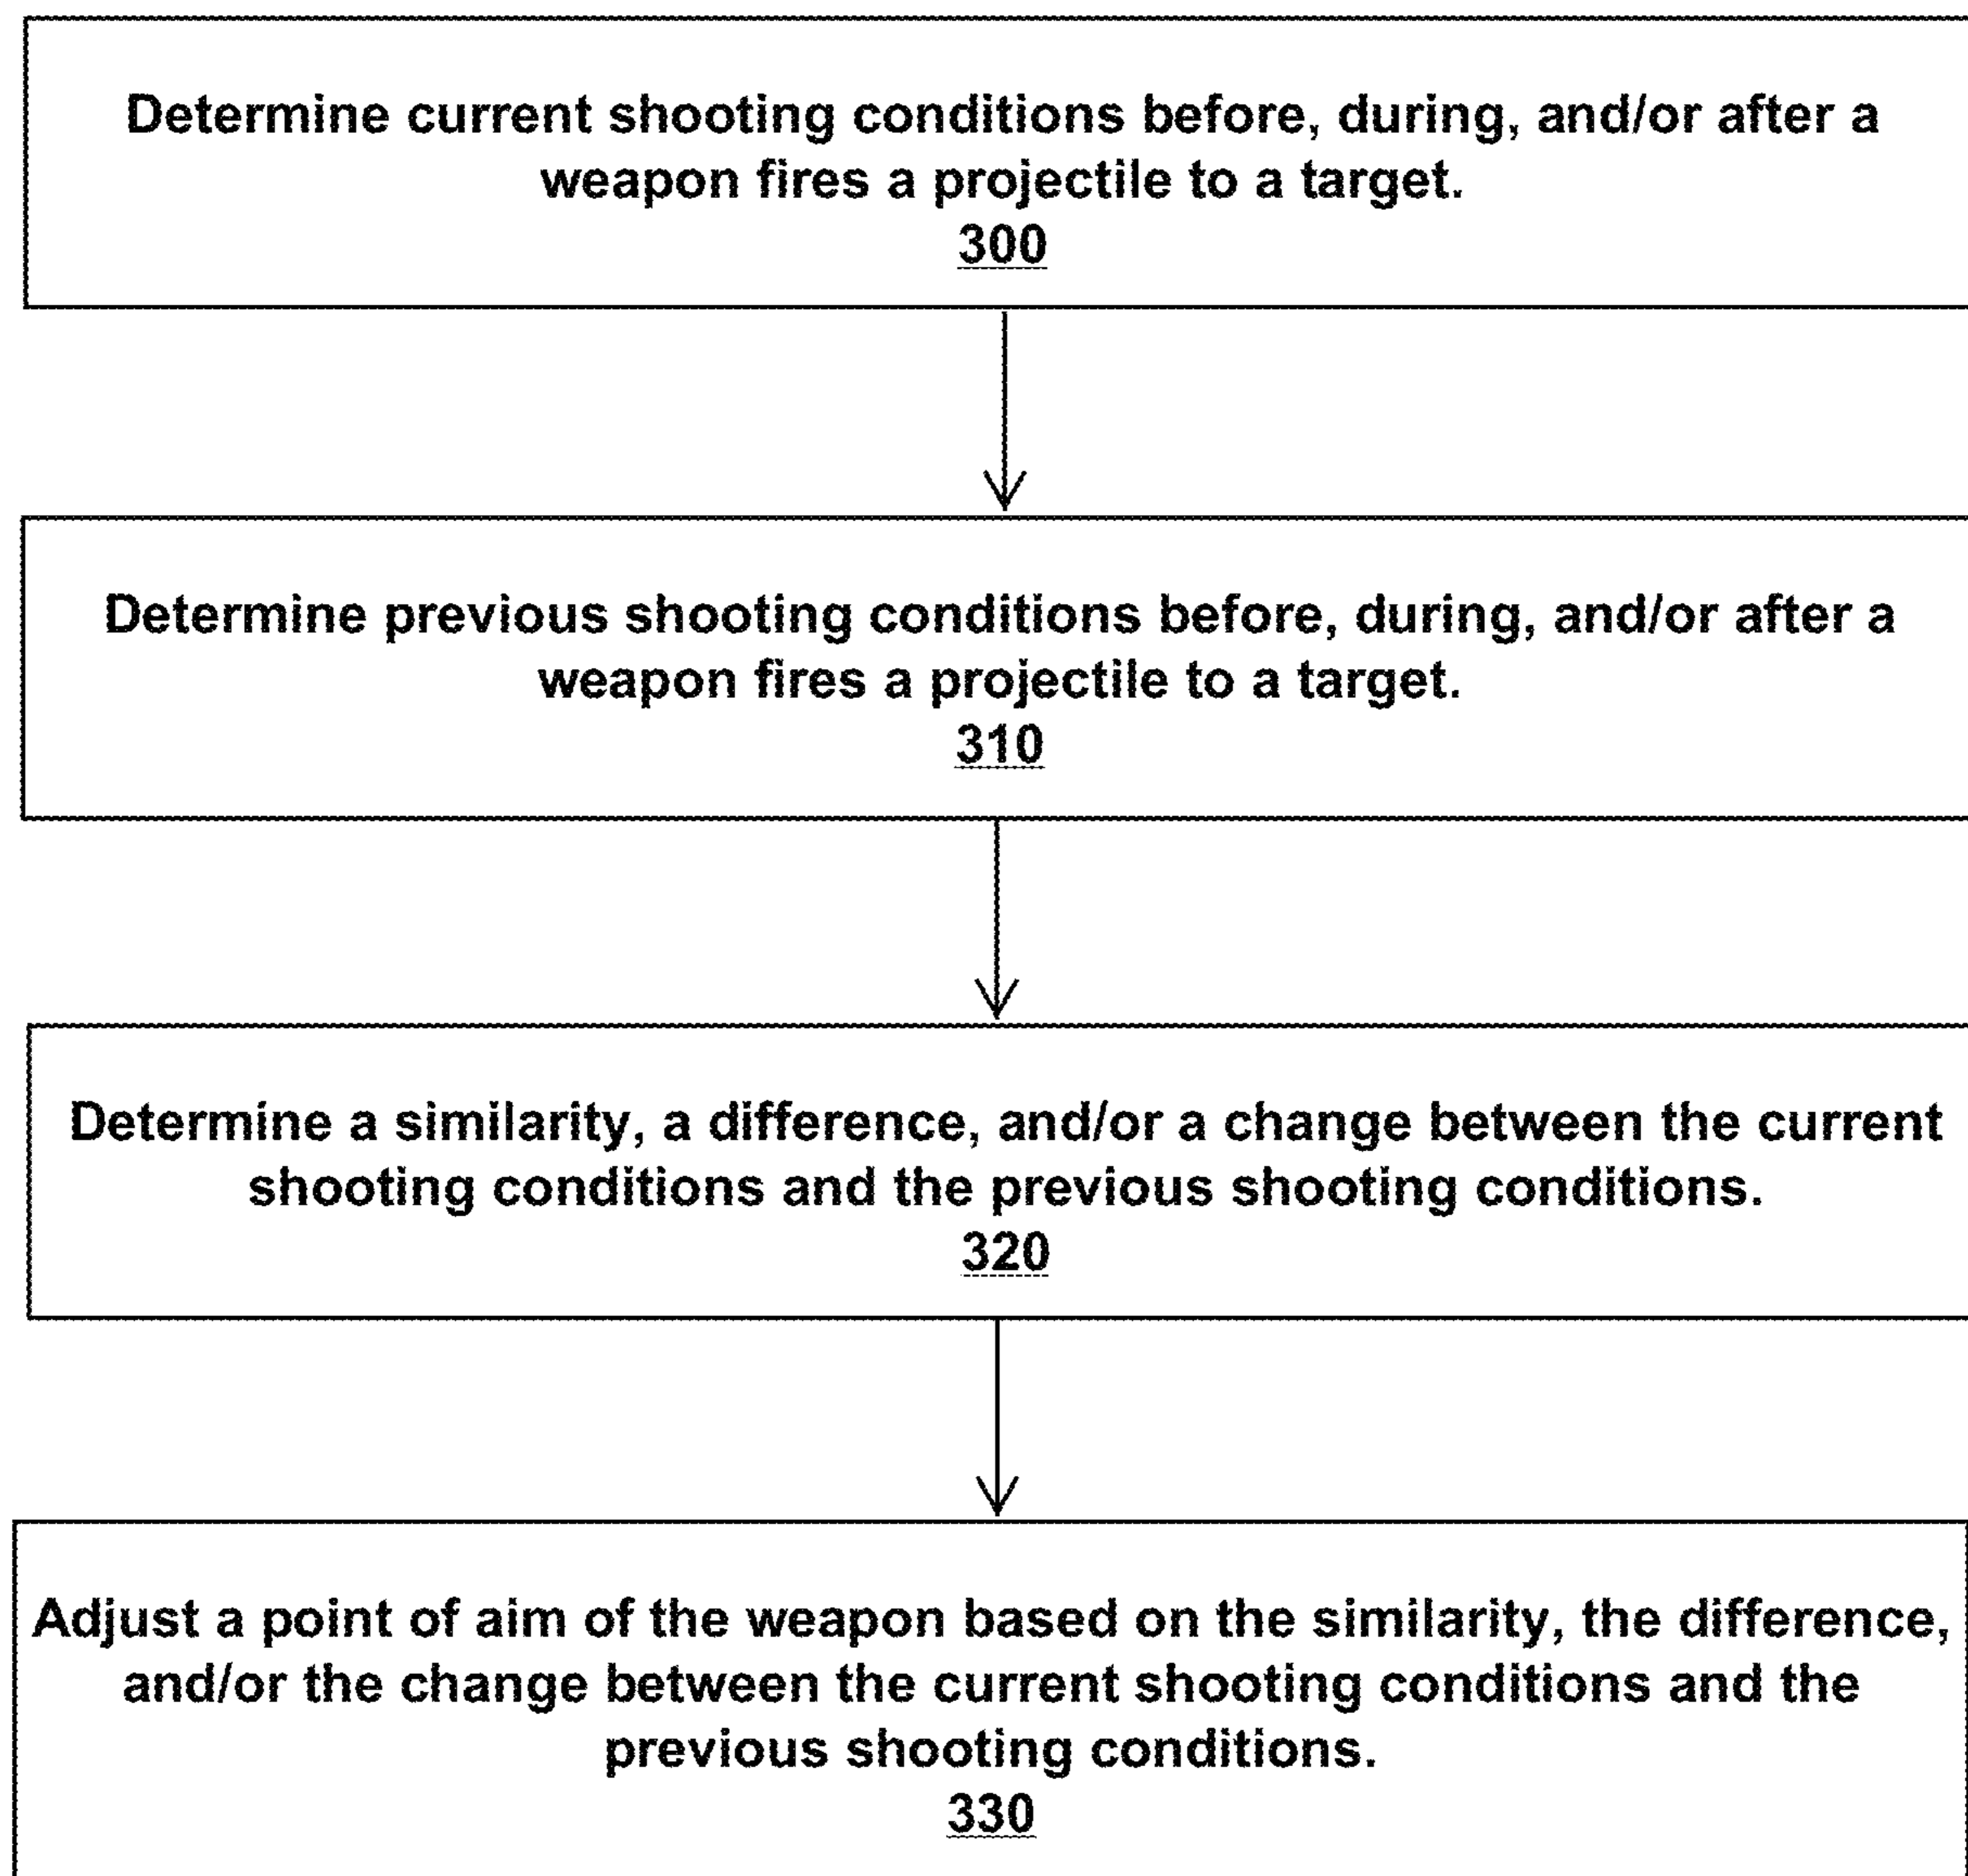 Determine current shooting conditions before, during, and/or after a
weapon fires a projectile to a target.
300
Determine previous shooting conditions before, during, and/or after a
weapon fires a projectile to a target.
310
Determine a similarity, a difference, and/or a change between the current
shooting conditions and the previous shooting conditions.
320
Adjust a point of aim of the weapon based on the similarity, the difference,
and/or the change between the current shooting conditions and the
previous shooting conditions.
330